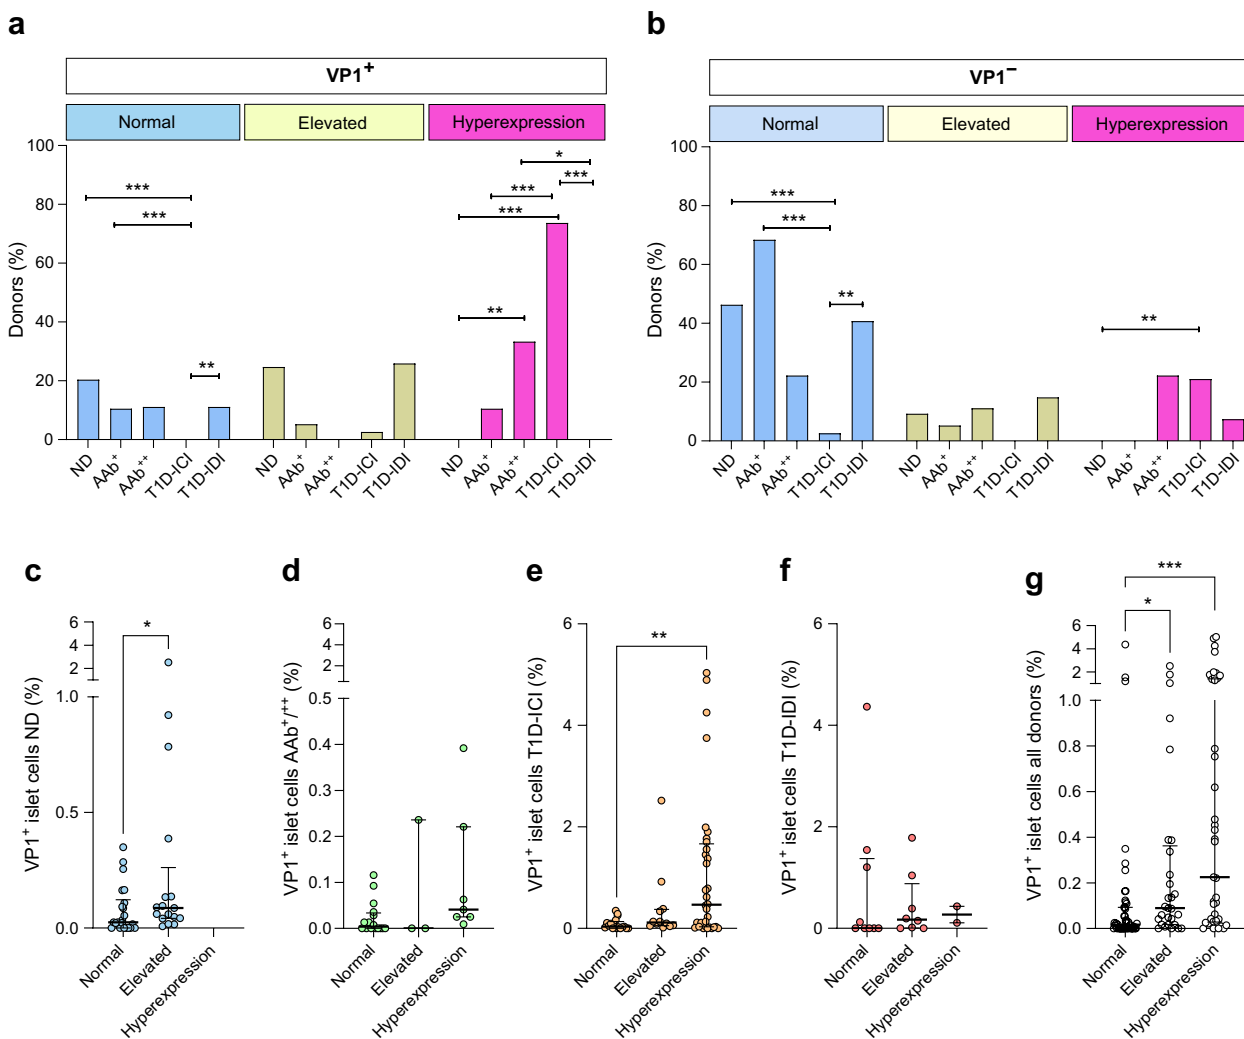 a
VP1+
Normal Elevated Hyperexpression
Donors (%)
100
80
60
40
20
0
*** *** ** ** *** *** * ***
ND AAb+ AAb++ T1D-ICI T1D-IDI ND AAb+ AAb++ T1D-ICI T1D-IDI ND AAb+ AAb++ T1D-ICI T1D-IDI
b
VP1−
Normal Elevated Hyperexpression
Donors (%)
100
80
60
40
20
0
*** *** ** **
ND AAb+ AAb++ T1D-ICI T1D-IDI ND AAb+ AAb++ T1D-ICI T1D-IDI ND AAb+ AAb++ T1D-ICI T1D-IDI
c
VP1+ islet cells ND (%)
6
4
2
1.0
0.5
0.0
*
Normal Elevated Hyperexpression
d
VP1+ islet cells AAb+/++ (%)
6
4
2
0.5
0.4
0.3
0.2
0.1
0.0
Normal Elevated Hyperexpression
e
VP1+ islet cells T1D-ICI (%)
6
4
2
0
**
Normal Elevated Hyperexpression
f
VP1+ islet cells T1D-IDI (%)
6
4
2
0
Normal Elevated Hyperexpression
g
VP1+ islet cells all donors (%)
6
4
2
1.0
0.8
0.6
0.4
0.2
0.0
* ***
Normal Elevated Hyperexpression